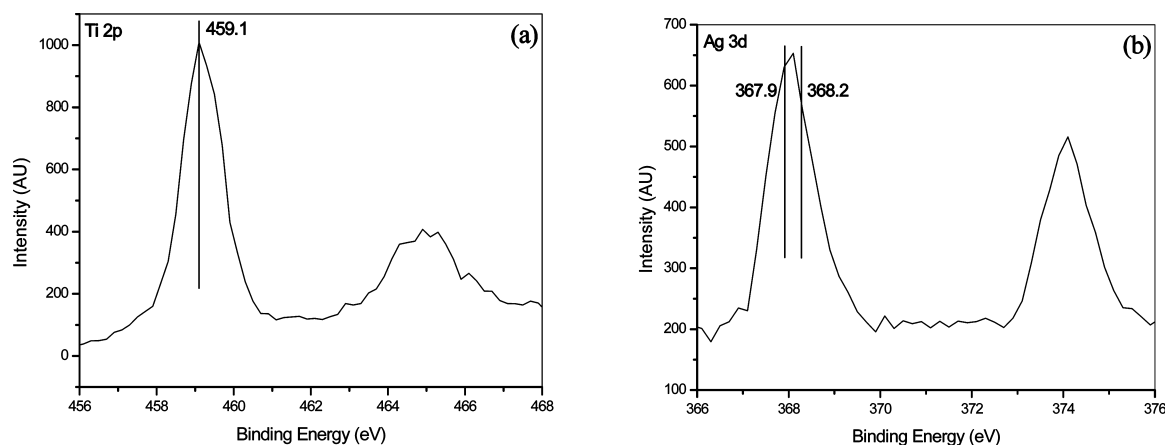 Ti 2p
459.1
(a)
1000
800
600
400
200
0
Intensity (AU)
456 458 460 462 464 466 468
Binding Energy (eV)
Ag 3d
(b)
367.9 368.2
700
600
500
400
300
200
100
Intensity (AU)
366 368 370 372 374 376
Binding Energy (eV)